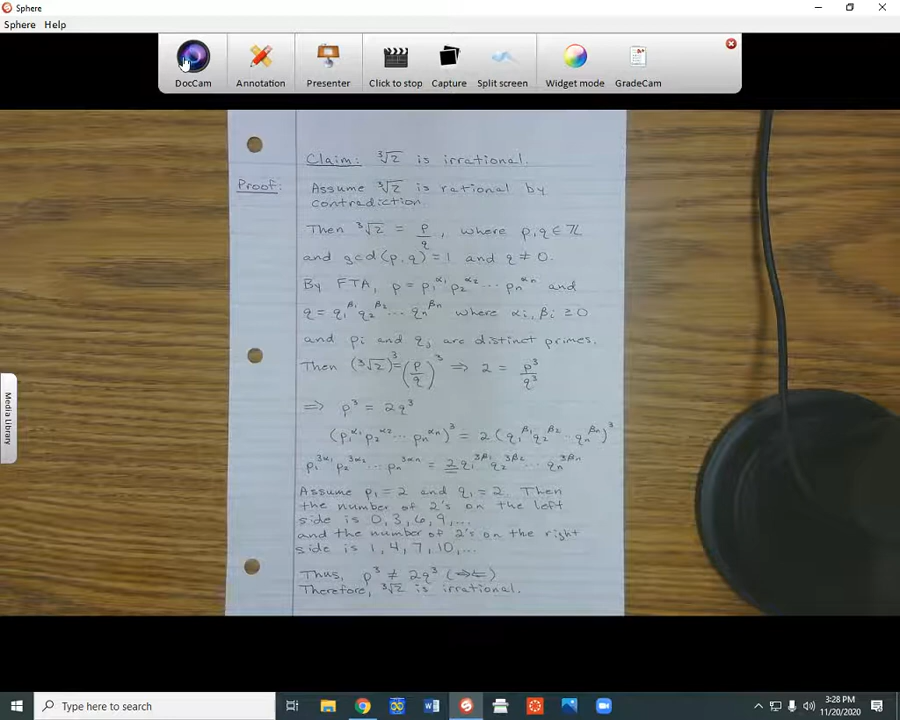 Sphere
Sphere Help
DocCam Annotation Presenter Click to stop Capture Split screen Widget mode GradeCam
Media Library
Claim: ∛2 is irrational.
Proof: Assume ∛2 is rational by
contradiction.
Then ∛2 = p/q, where p,q ∈ ℤ
and gcd(p,q) = 1 and q ≠ 0.
By FTA, p = p₁^α₁ p₂^α₂ ... pₙ^αₙ and
q = q₁^β₁ q₂^β₂ ... qₙ^βₙ where αᵢ, βᵢ ≥ 0
and pᵢ and qⱼ are distinct primes.
Then (∛2)³ = (p/q)³ ⟹ 2 = p³/q³
⟹ p³ = 2q³
(p₁^α₁ p₂^α₂ ... pₙ^αₙ)³ = 2(q₁^β₁ q₂^β₂ ... qₙ^βₙ)³
p₁^3α₁ p₂^3α₂ ... pₙ^3αₙ = 2q₁^3β₁ q₂^3β₂ ... qₙ^3βₙ
Assume p₁ = 2 and q₁ = 2. Then
the number of 2's on the left
side is 0, 3, 6, 9, ...
and the number of 2's on the right
side is 1, 4, 7, 10, ...
Thus, p³ ≠ 2q³ (⇒⇐)
Therefore, ∛2 is irrational.
Type here to search
3:28 PM
11/20/2020